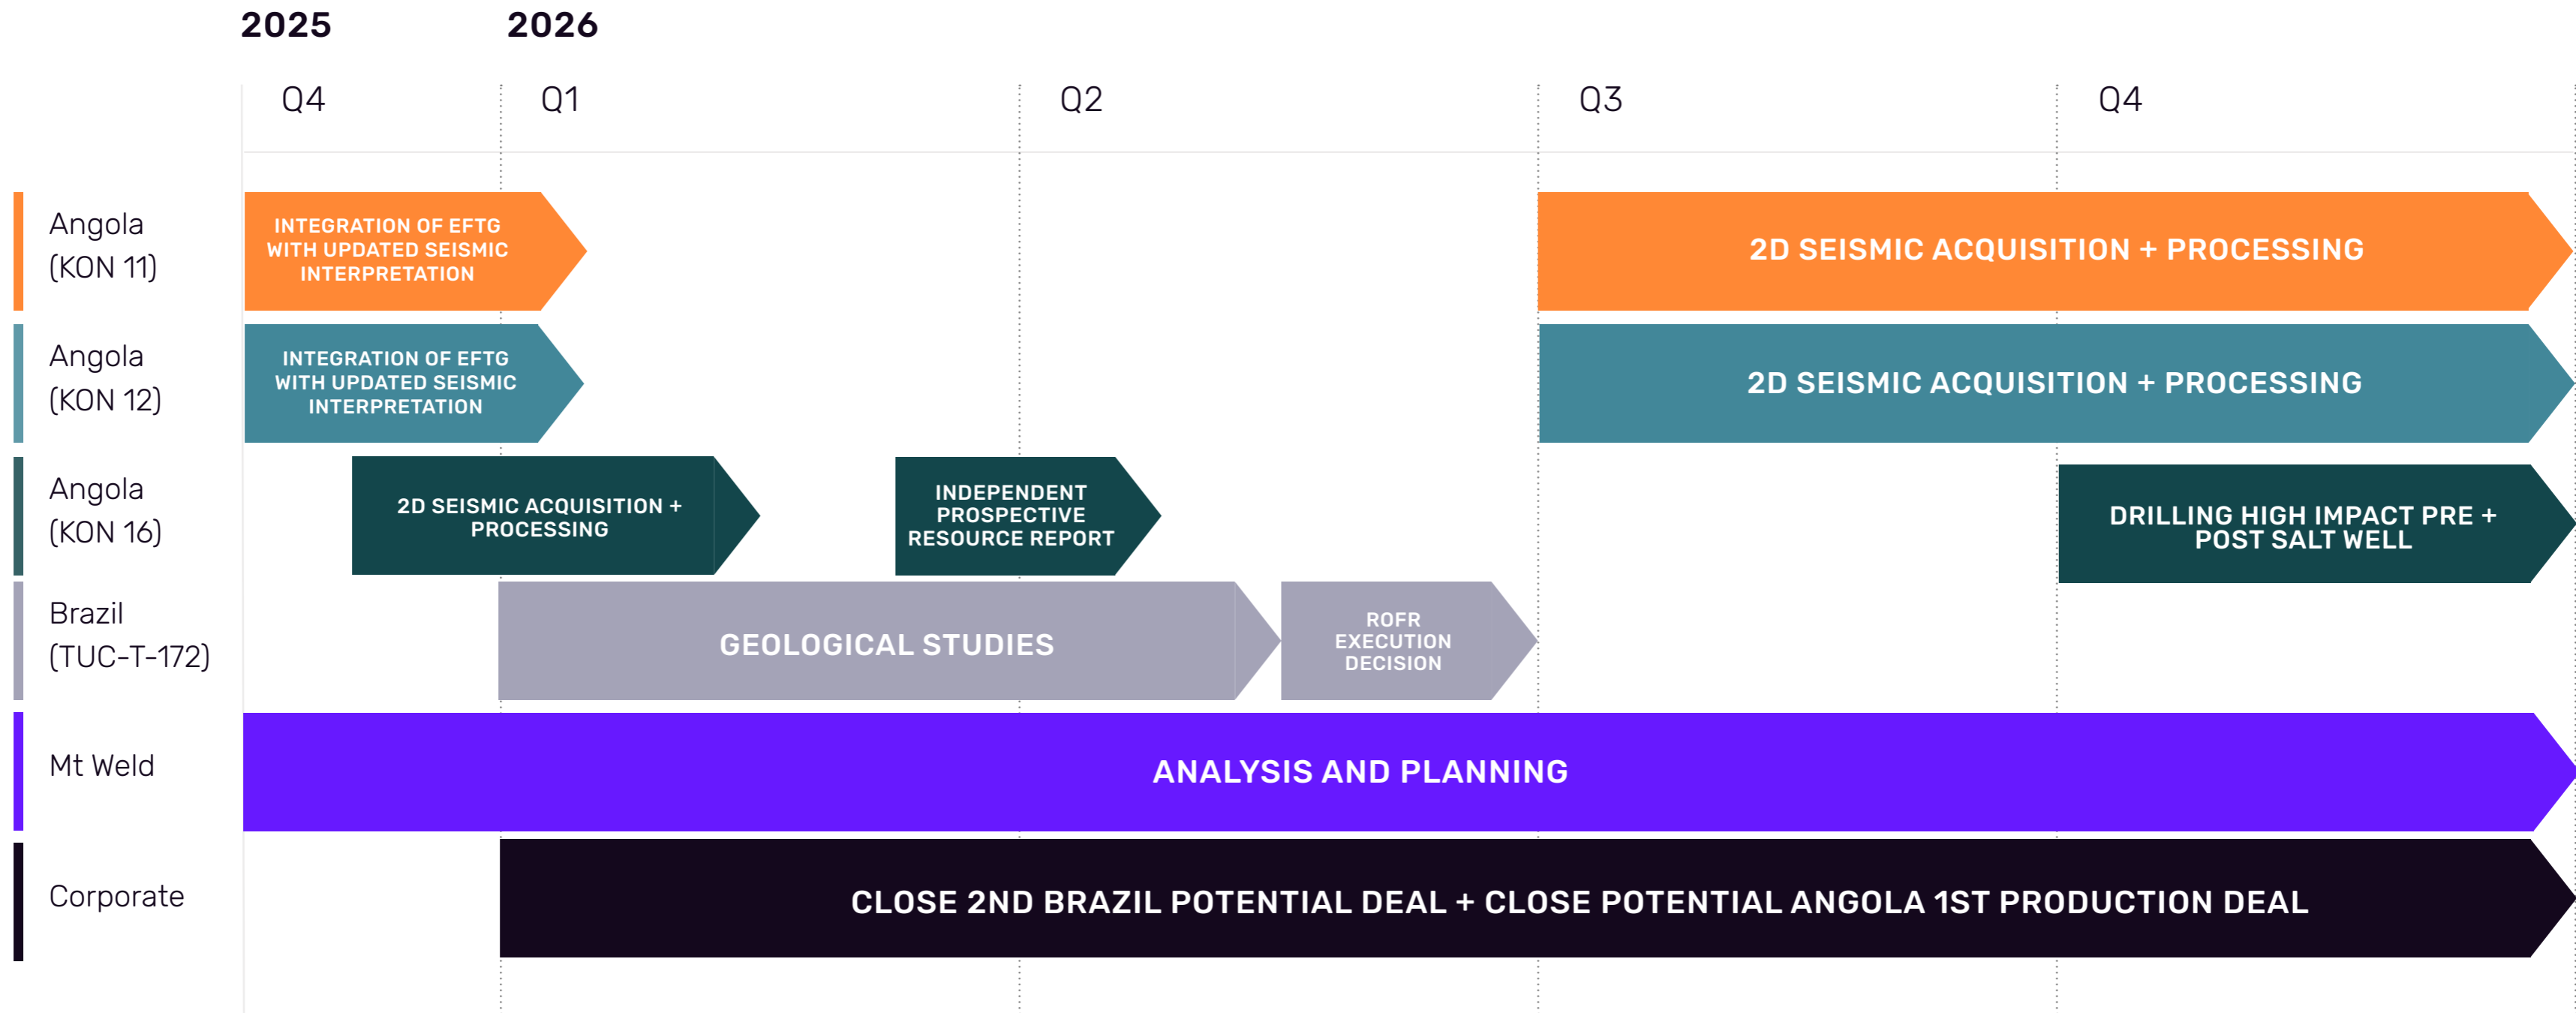 2025
2026
Q4
Q1
Q2
Q3
Q4
Angola
(KON 11)
INTEGRATION OF EFTG
WITH UPDATED SEISMIC
INTERPRETATION
2D SEISMIC ACQUISITION + PROCESSING
Angola
(KON 12)
INTEGRATION OF EFTG
WITH UPDATED SEISMIC
INTERPRETATION
2D SEISMIC ACQUISITION + PROCESSING
Angola
(KON 16)
2D SEISMIC ACQUISITION +
PROCESSING
INDEPENDENT
PROSPECTIVE
RESOURCE REPORT
DRILLING HIGH IMPACT PRE +
POST SALT WELL
Brazil
(TUC-T-172)
GEOLOGICAL STUDIES
ROFR
EXECUTION
DECISION
Mt Weld
ANALYSIS AND PLANNING
Corporate
CLOSE 2ND BRAZIL POTENTIAL DEAL + CLOSE POTENTIAL ANGOLA 1ST PRODUCTION DEAL